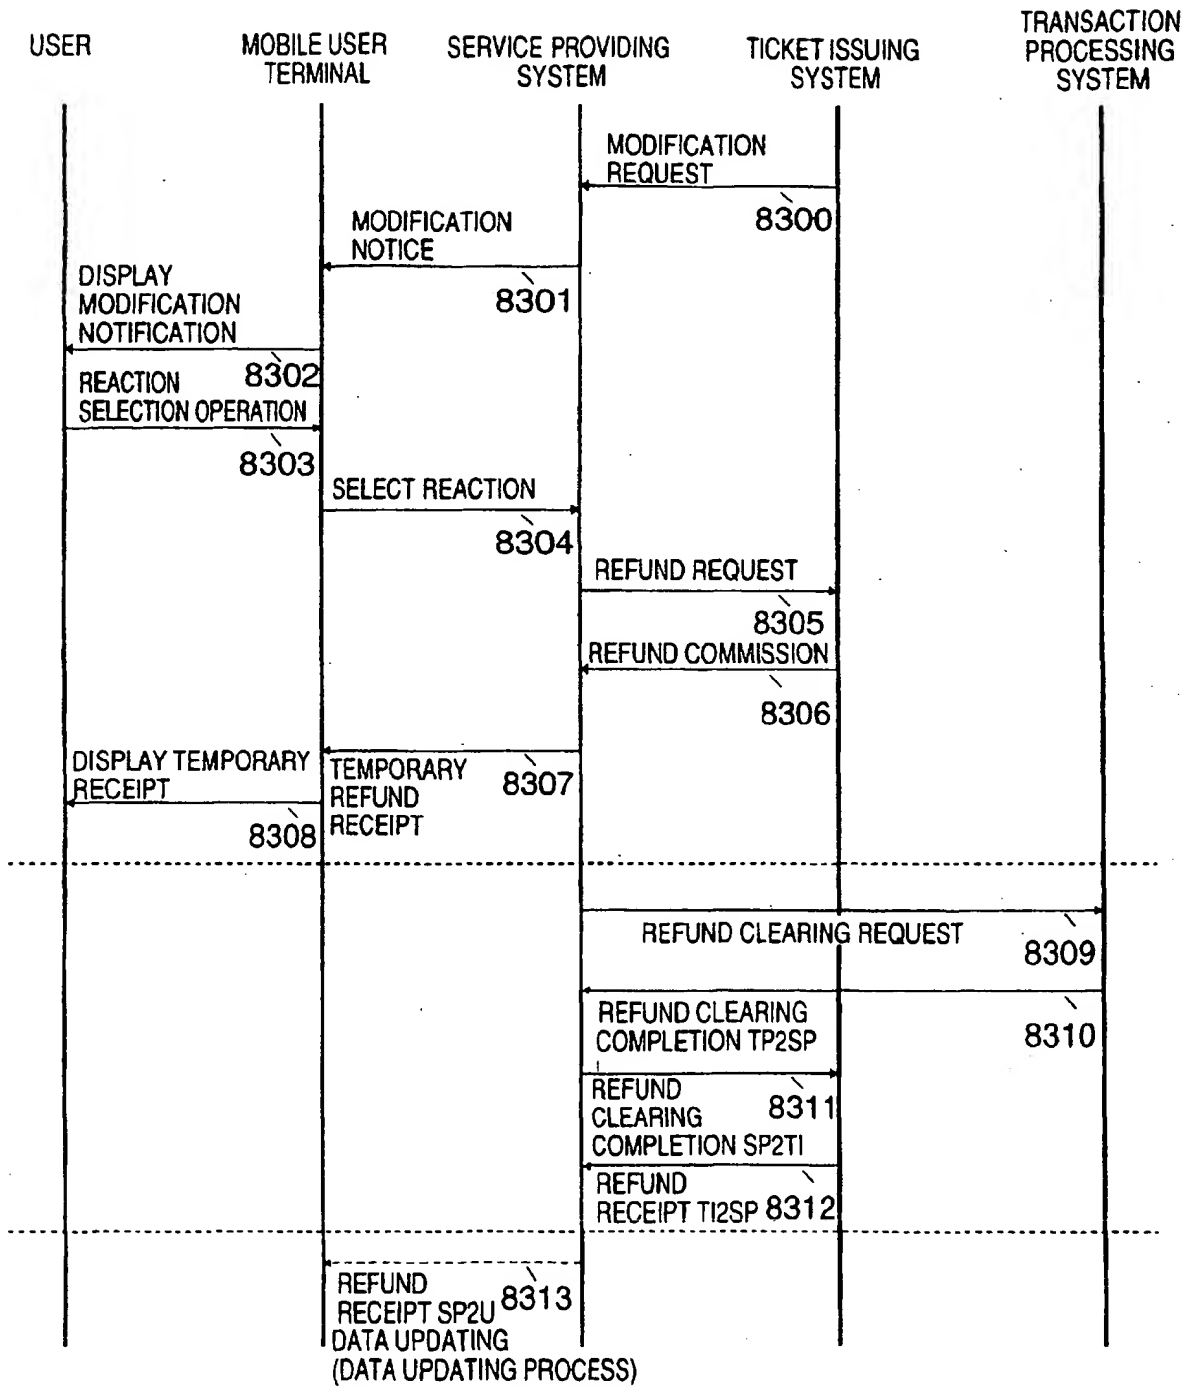 USER
MOBILE USER
TERMINAL
SERVICE PROVIDING
SYSTEM
TICKET ISSUING
SYSTEM
TRANSACTION
PROCESSING
SYSTEM
MODIFICATION
REQUEST
8300
MODIFICATION
NOTICE
8301
DISPLAY
MODIFICATION
NOTIFICATION
8302
REACTION
SELECTION OPERATION
8303
SELECT REACTION
8304
REFUND REQUEST
8305
REFUND COMMISSION
8306
TEMPORARY
REFUND
RECEIPT
8307
DISPLAY TEMPORARY
RECEIPT
8308
REFUND CLEARING REQUEST
8309
REFUND CLEARING
COMPLETION TP2SP
8310
REFUND
CLEARING
COMPLETION SP2TI
8311
REFUND
RECEIPT TI2SP
8312
REFUND
RECEIPT SP2U
8313
DATA UPDATING
(DATA UPDATING PROCESS)